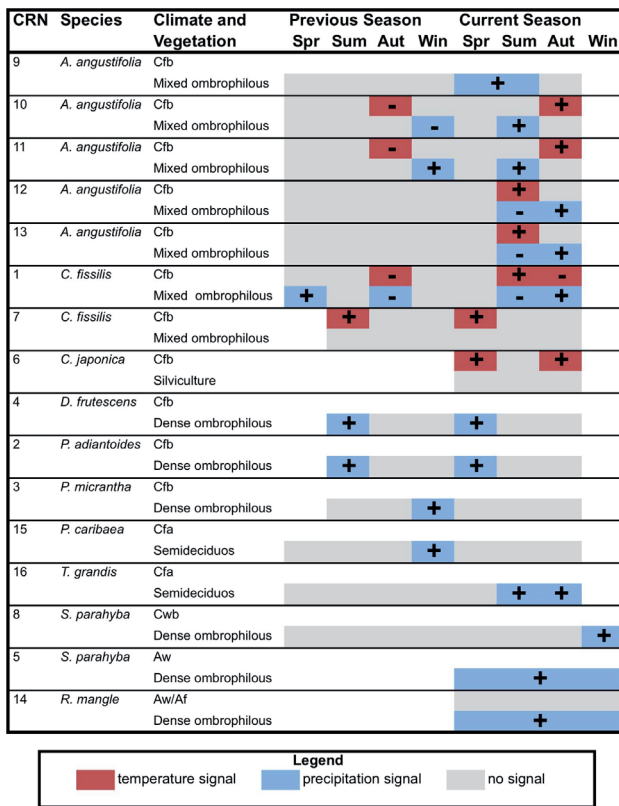 CRN Species Climate and Vegetation Previous Season Current Season
Spr Sum Aut Win Spr Sum Aut Win
9 A. angustifolia Cfb
Mixed ombrophilous +
10 A. angustifolia Cfb - +
Mixed ombrophilous - +
11 A. angustifolia Cfb - +
Mixed ombrophilous + +
12 A. angustifolia Cfb +
Mixed ombrophilous - +
13 A. angustifolia Cfb +
Mixed ombrophilous - +
1 C. fissilis Cfb - + -
Mixed ombrophilous + - - +
7 C. fissilis Cfb + +
Mixed ombrophilous
6 C. japonica Cfb + +
Silviculture
4 D. frutescens Cfb
Dense ombrophilous + +
2 P. adiantoides Cfb
Dense ombrophilous + +
3 P. micrantha Cfb
Dense ombrophilous +
15 P. caribaea Cfa
Semideciduos +
16 T. grandis Cfa
Semideciduos + +
8 S. parahyba Cwb
Dense ombrophilous +
5 S. parahyba Aw
Dense ombrophilous +
14 R. mangle Aw/Af
Dense ombrophilous +
Legend
temperature signal precipitation signal no signal